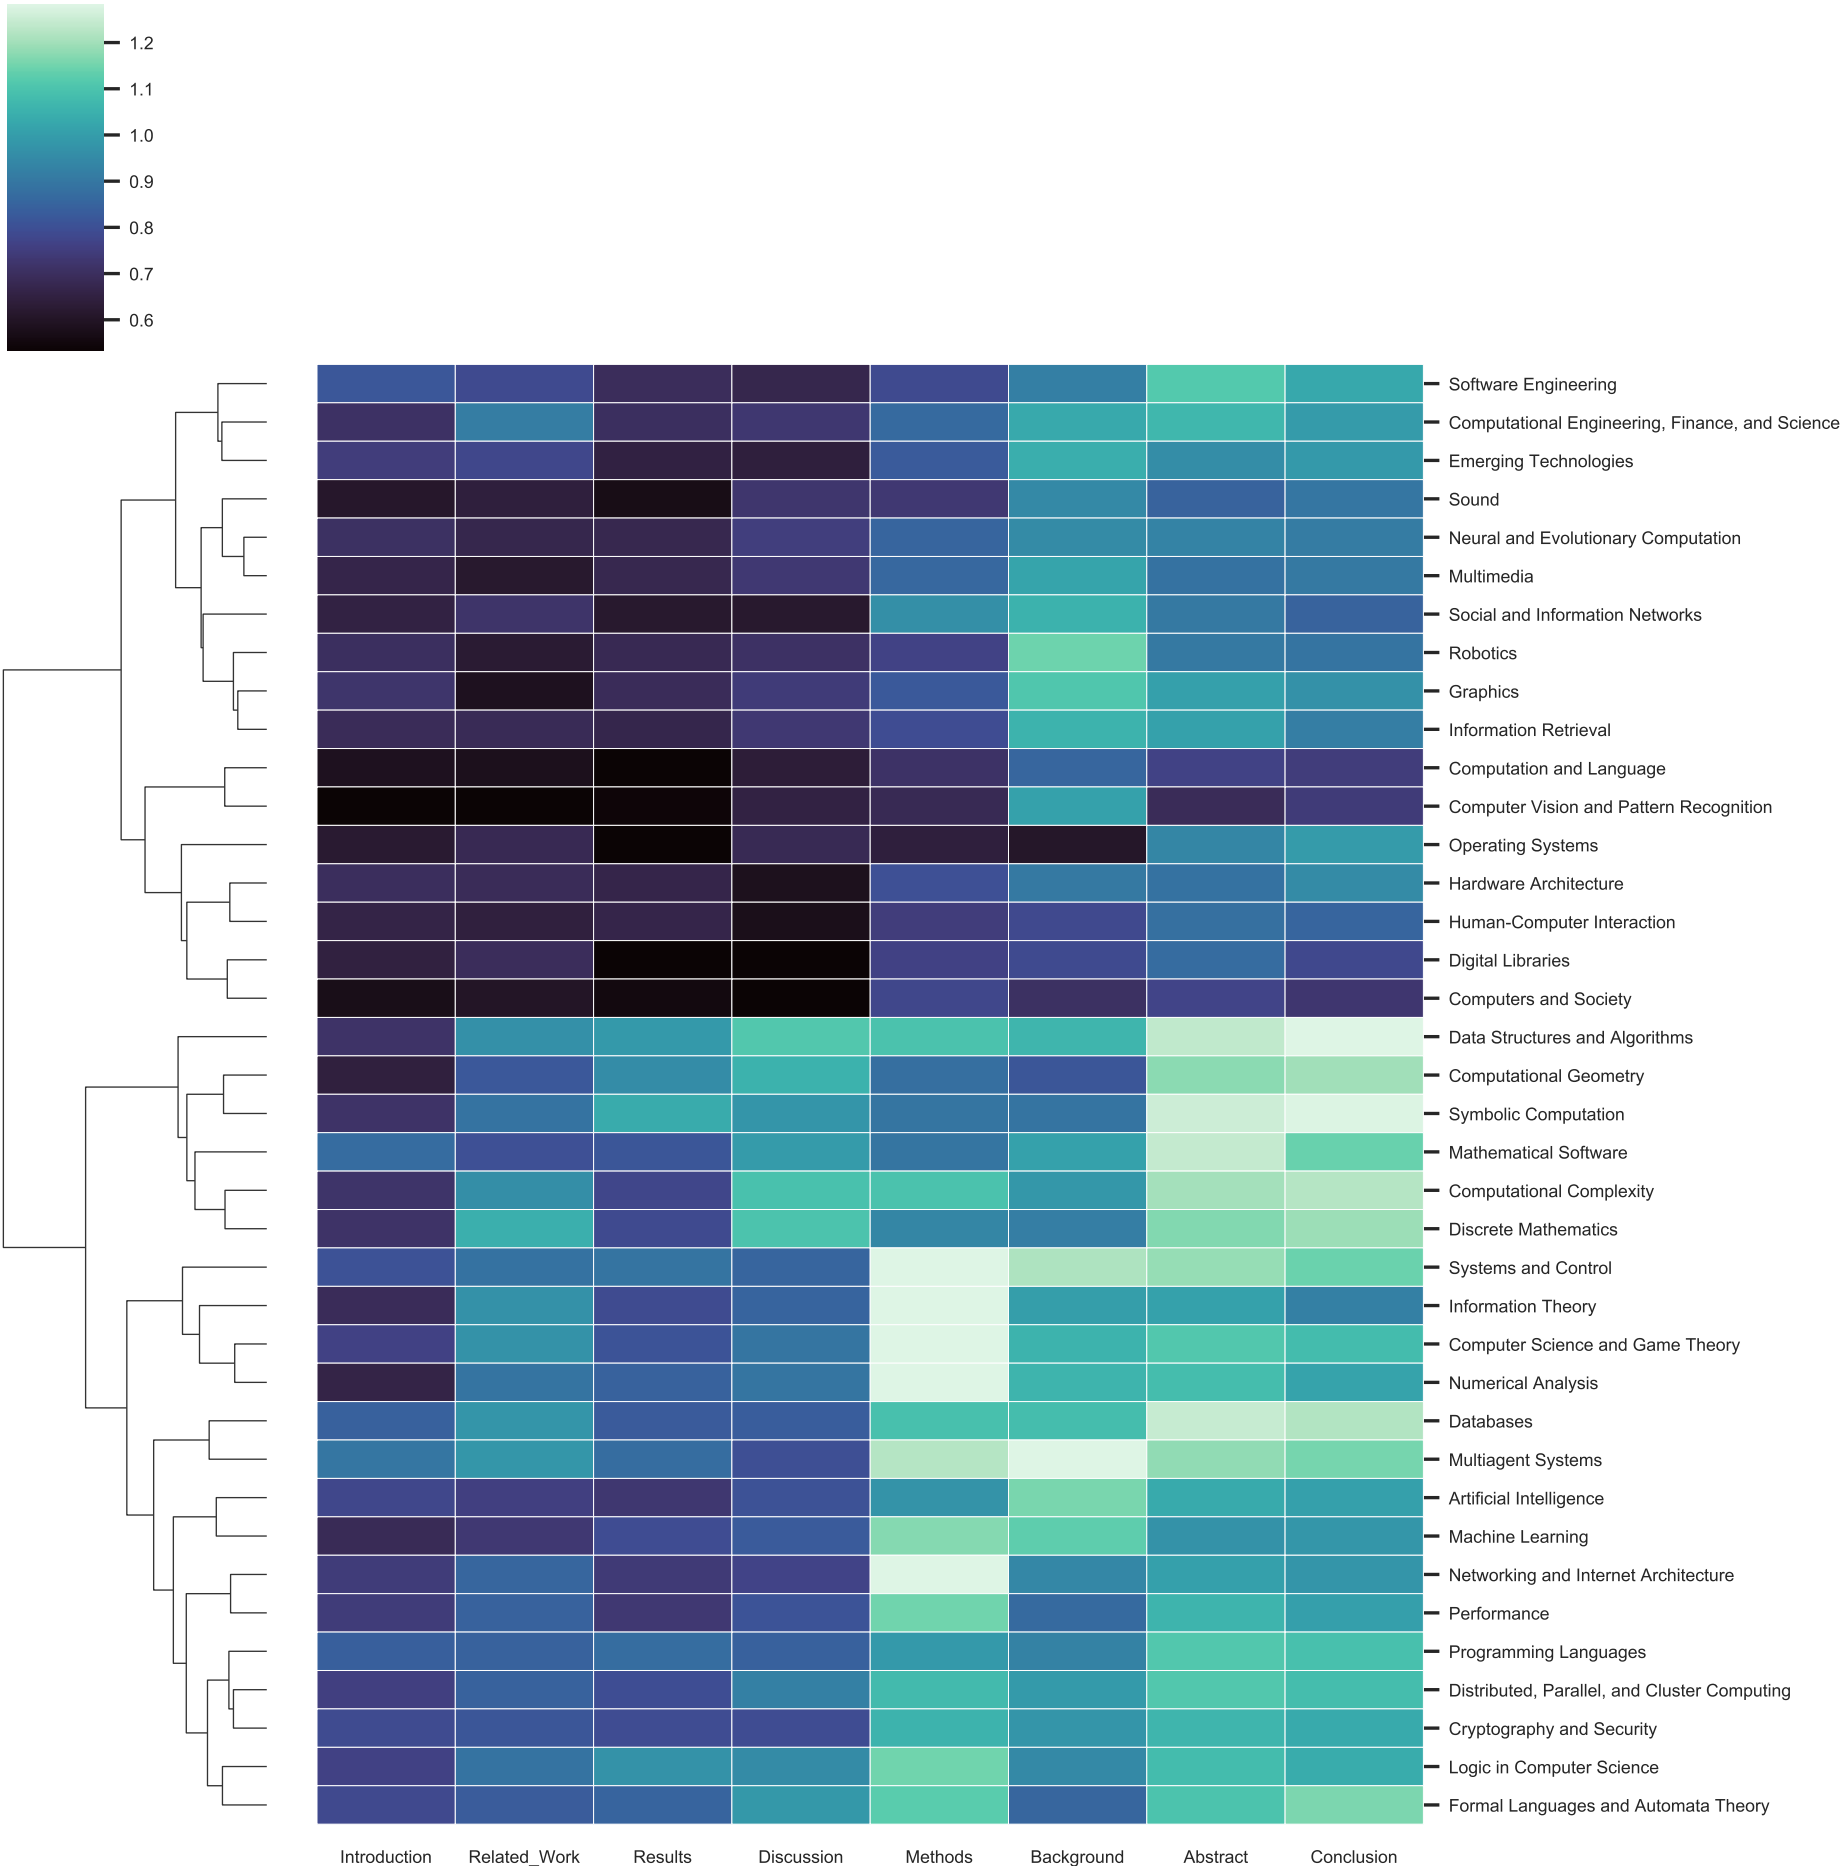 1.2
1.1
1.0
0.9
0.8
0.7
0.6
Software Engineering
Computational Engineering, Finance, and Science
Emerging Technologies
Sound
Neural and Evolutionary Computation
Multimedia
Social and Information Networks
Robotics
Graphics
Information Retrieval
Computation and Language
Computer Vision and Pattern Recognition
Operating Systems
Hardware Architecture
Human-Computer Interaction
Digital Libraries
Computers and Society
Data Structures and Algorithms
Computational Geometry
Symbolic Computation
Mathematical Software
Computational Complexity
Discrete Mathematics
Systems and Control
Information Theory
Computer Science and Game Theory
Numerical Analysis
Databases
Multiagent Systems
Artificial Intelligence
Machine Learning
Networking and Internet Architecture
Performance
Programming Languages
Distributed, Parallel, and Cluster Computing
Cryptography and Security
Logic in Computer Science
Formal Languages and Automata Theory
Introduction Related_Work Results Discussion Methods Background Abstract Conclusion